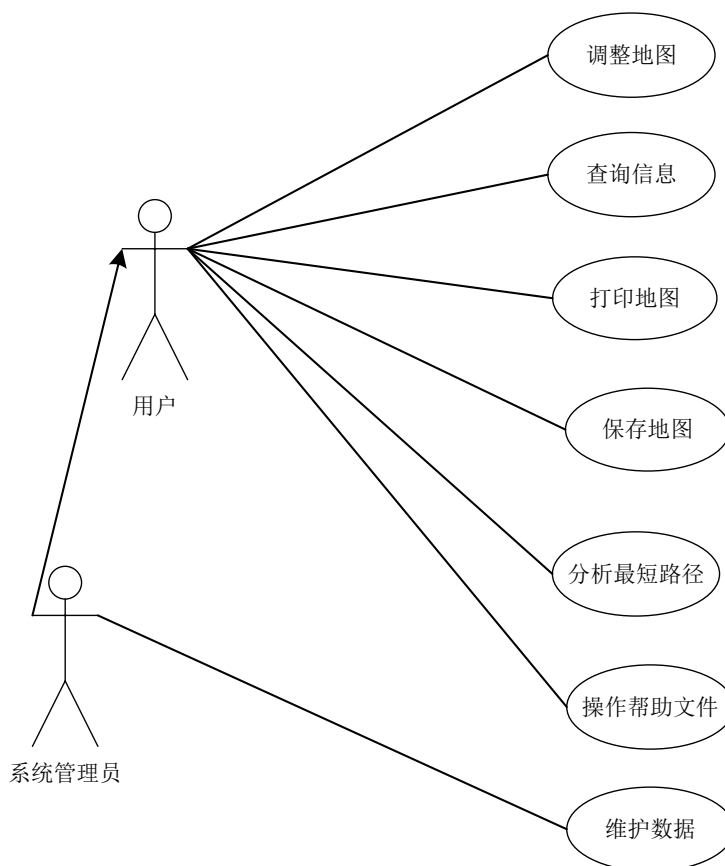 调整地图
查询信息
打印地图
用户
保存地图
分析最短路径
操作帮助文件
系统管理员
维护数据